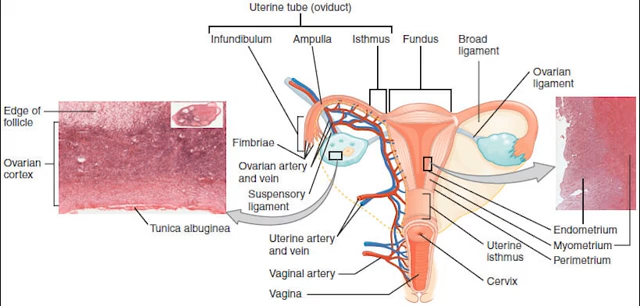 Uterine tube (oviduct)
Infundibulum
Ampulla
Isthmus
Fundus
Broad
ligament
Ovarian
ligament
Edge of
follicle
Ovarian
cortex
Tunica albuginea
Fimbriae
Ovarian artery
and vein
Suspensory
ligament
Uterine artery
and vein
Vaginal artery
Vagina
Endometrium
Myometrium
Perimetrium
Uterine
isthmus
Cervix